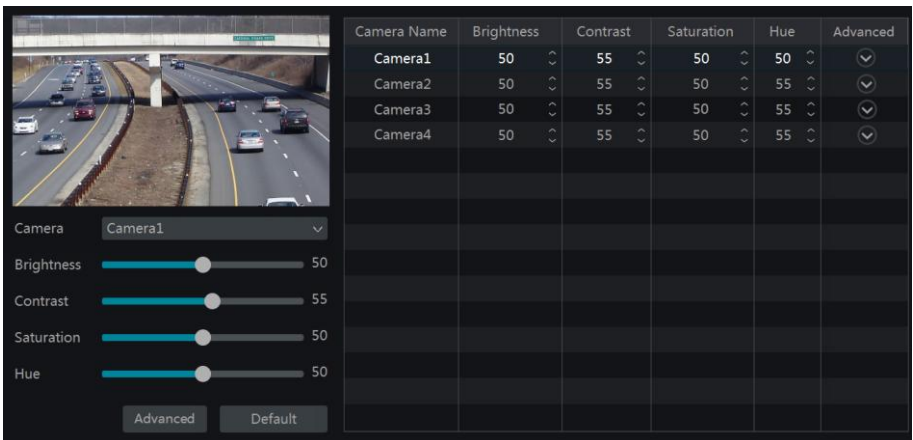 Camera Name Brightness Contrast Saturation Hue Advanced
Camera1 50 55 50 50
Camera2 50 55 50 55
Camera3 50 55 50 55
Camera4 50 55 50 55
Camera Camera1
Brightness 50
Contrast 55
Saturation 50
Hue 50
Advanced Default